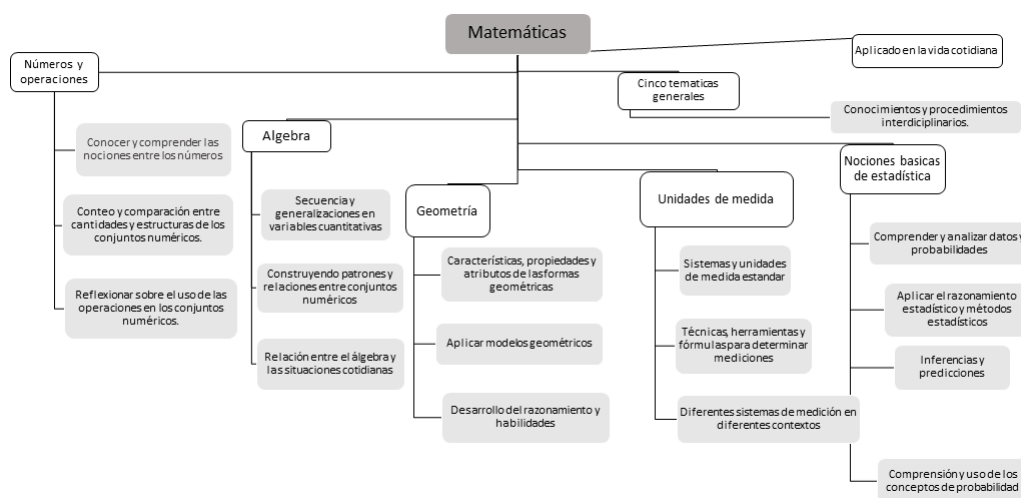 Matemáticas
Aplicado en la vida cotidiana
Números y
operaciones
Conocer y comprender las
nociones entre los números
Conteo y comparación entre
cantidades y estructuras de los
conjuntos numéricos.
Reflexionar sobre el uso de las
operaciones en los conjuntos
numéricos.
Algebra
Secuencia y
generalizaciones en
variables cuantitativas
Construyendo patrones y
relaciones entre conjuntos
numéricos
Relación entre el álgebra y
las situaciones cotidianas
Geometría
Características, propiedades y
atributos de las formas
geométricas
Aplicar modelos geométricos
Desarrollo del razonamiento y
habilidades
Cinco tematicas
generales
Conocimientos y procedimientos
interdiciplinarios.
Unidades de medida
Sistemas y unidades
de medida estandar
Técnicas, herramientas y
fórmulas para determinar
mediciones
Diferentes sistemas de medición en
diferentes contextos
Nociones basicas
de estadística
Comprender y analizar datos y
probabilidades
Aplicar el razonamiento
estadístico y métodos
estadísticos
Inferencias y
predicciones
Comprensión y uso de los
conceptos de probabilidad